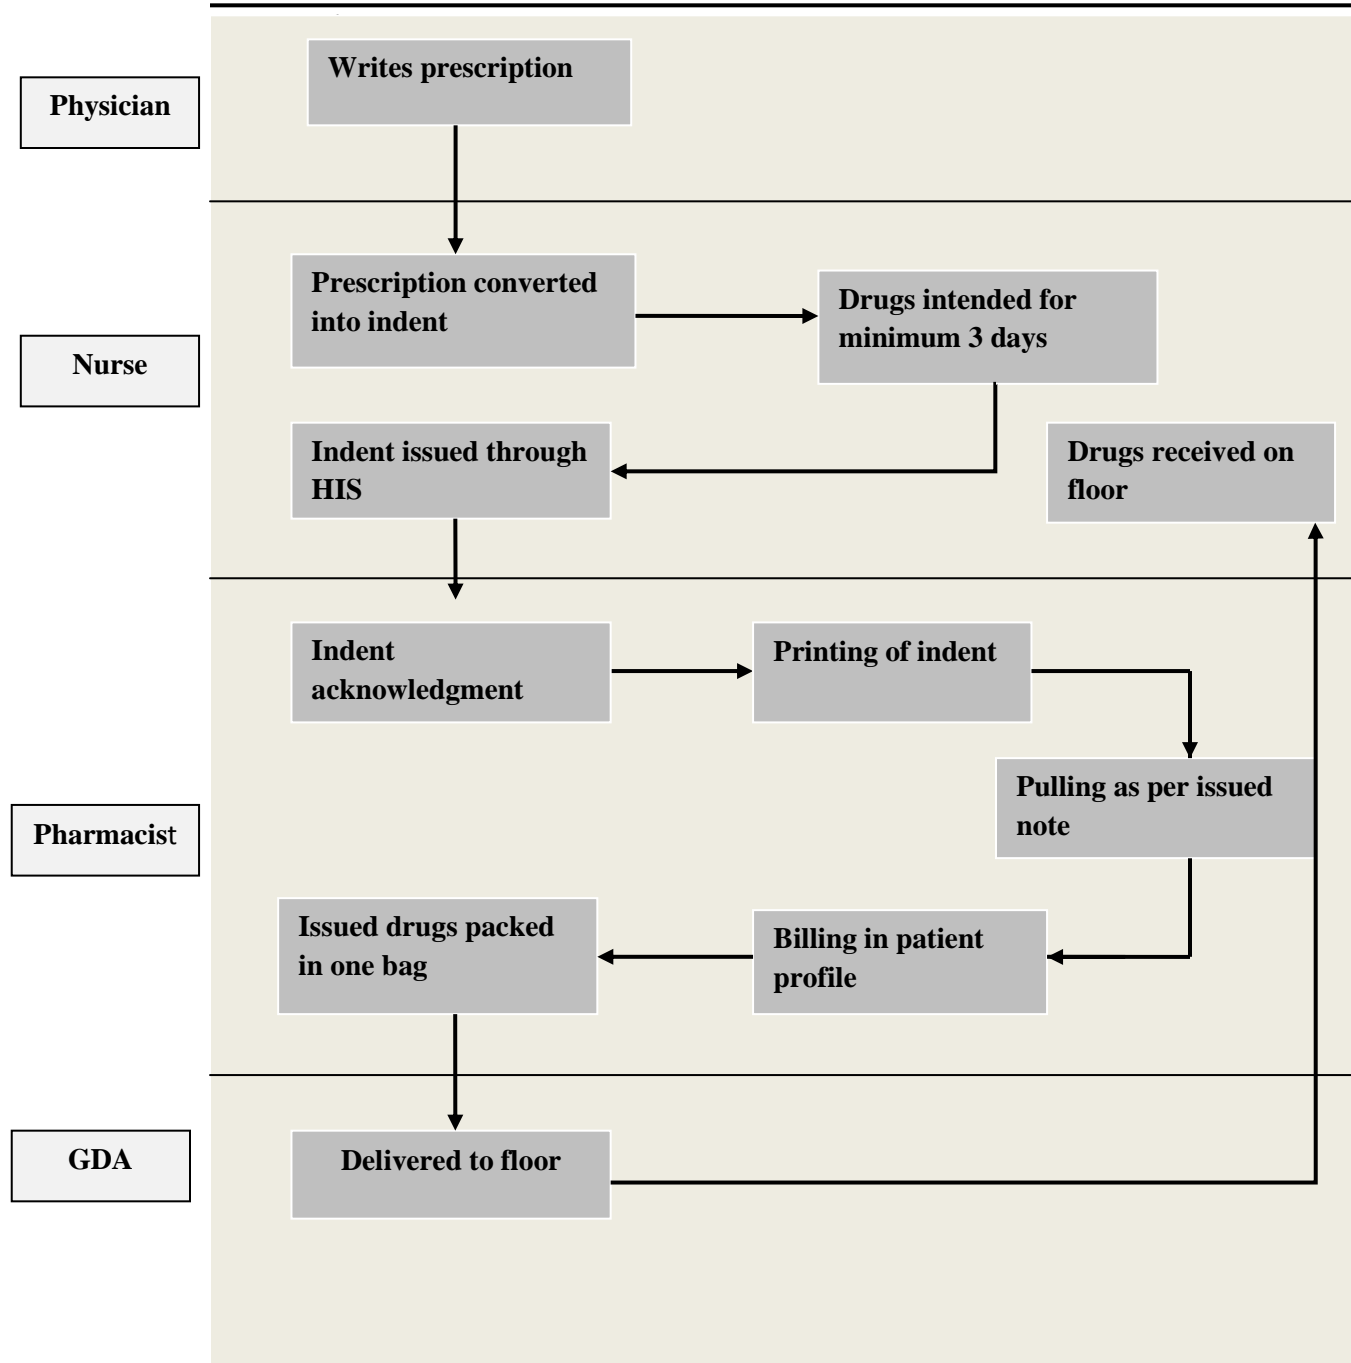 Writes prescription
Physician
Prescription converted
into indent
Drugs intended for
minimum 3 days
Nurse
Indent issued through
HIS
Drugs received on
floor
Indent
acknowledgment
Printing of indent
Pulling as per issued
note
Pharmacist
Issued drugs packed
in one bag
Billing in patient
profile
GDA
Delivered to floor